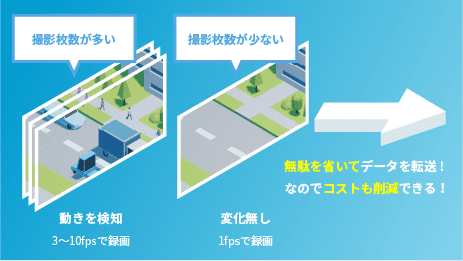 撮影枚数が多い
撮影枚数が少ない
無駄を省いてデータを転送！
なのでコストも削減できる！
動きを検知
変化無し
3〜10fpsで録画
1fpsで録画